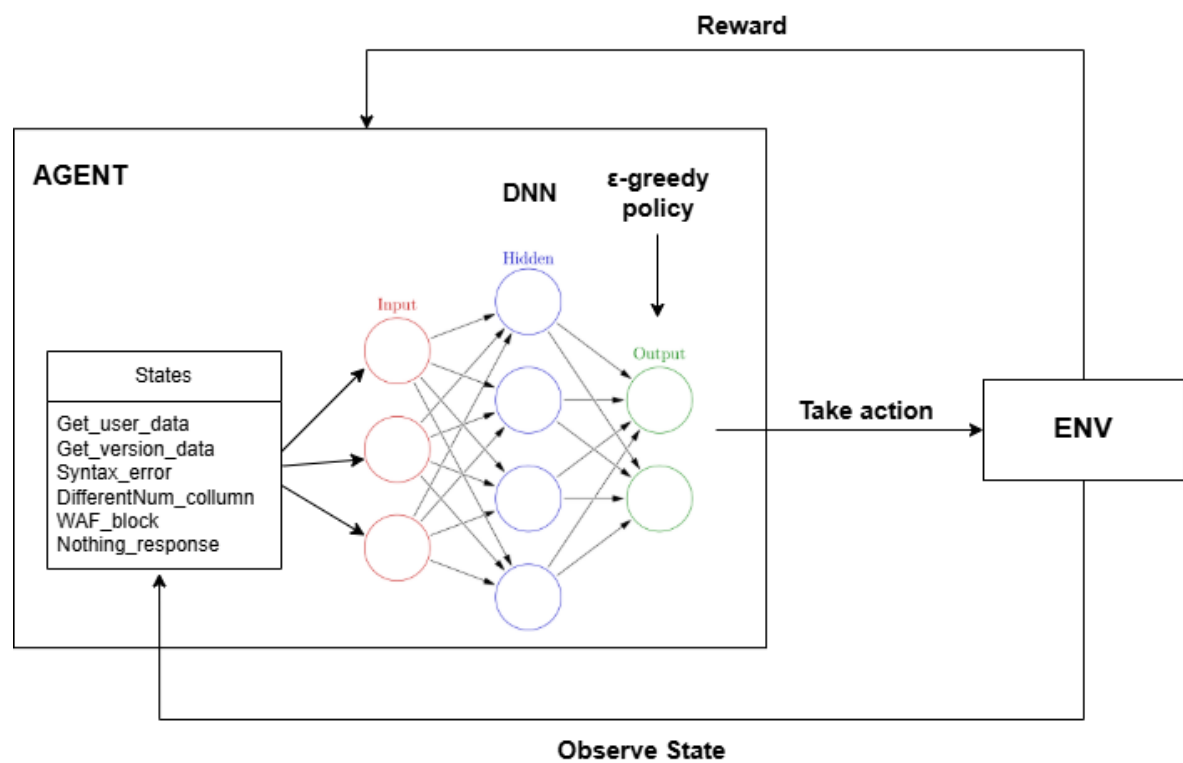 Reward
AGENT
DNN
ε-greedy
policy
Hidden
Input
Output
States
Get_user_data
Get_version_data
Syntax_error
DifferentNum_collumn
WAF_block
Nothing_response
Take action
ENV
Observe State